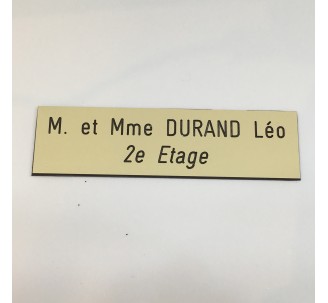 M. et Mme DURAND Léo
2e Etage